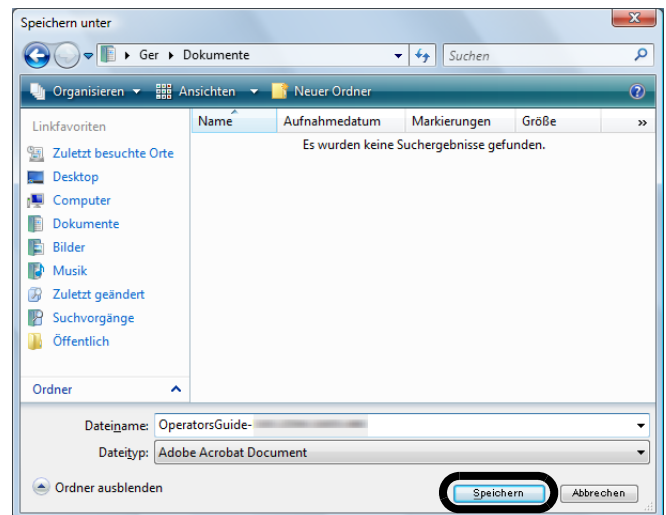 Speichern unter
Ger Dokumente
Suchen
Organisieren Ansichten Neuer Ordner
Linkfavoriten
Zuletzt besuchte Orte
Desktop
Computer
Dokumente
Bilder
Musik
Zuletzt geändert
Suchvorgänge
Öffentlich
Ordner
Name Aufnahmedatum Markierungen Größe »
Es wurden keine Suchergebnisse gefunden.
Dateiname: OperatorsGuide-
Dateityp: Adobe Acrobat Document
Ordner ausblenden
Speichern Abbrechen